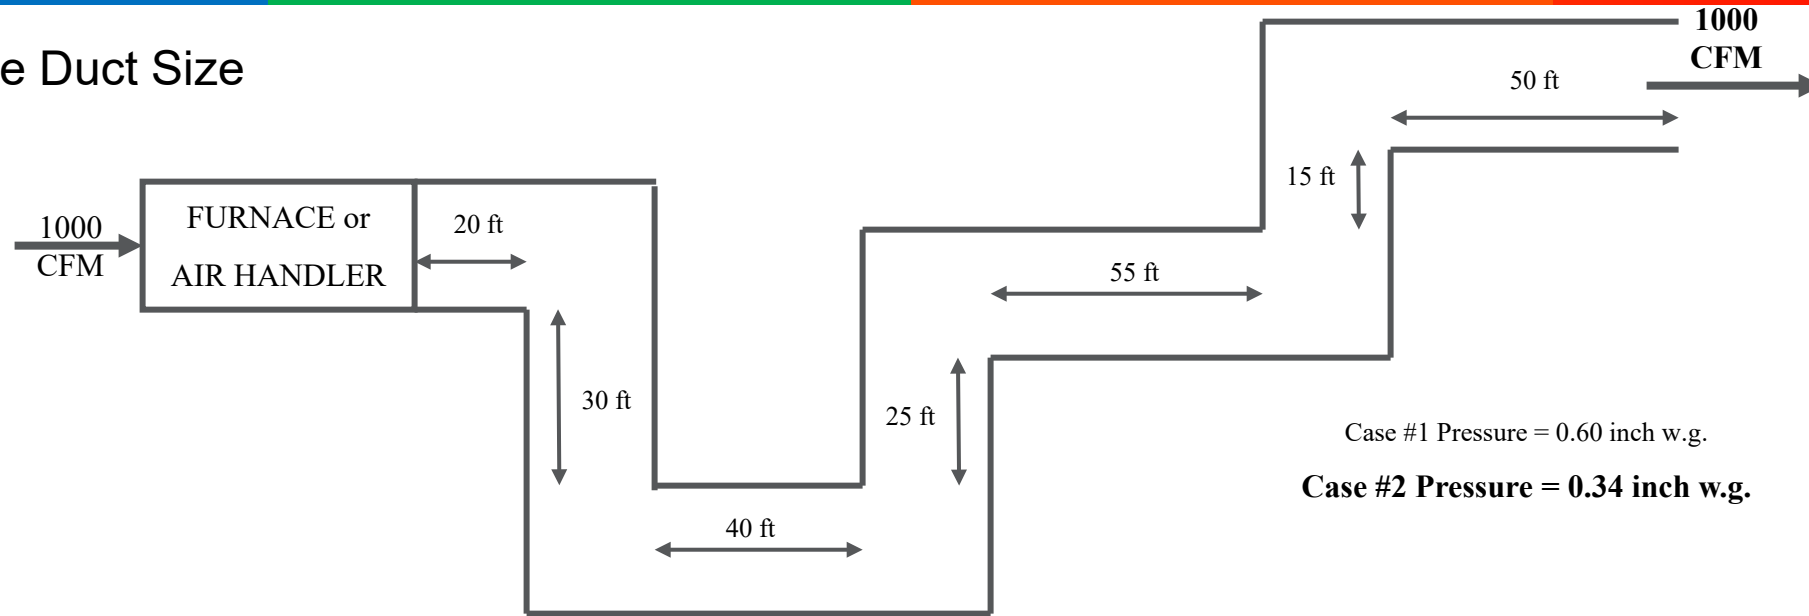 e Duct Size
1000
CFM
50 ft
15 ft
1000
CFM
FURNACE or
AIR HANDLER
20 ft
55 ft
30 ft
25 ft
40 ft
Case #1 Pressure = 0.60 inch w.g.
Case #2 Pressure = 0.34 inch w.g.